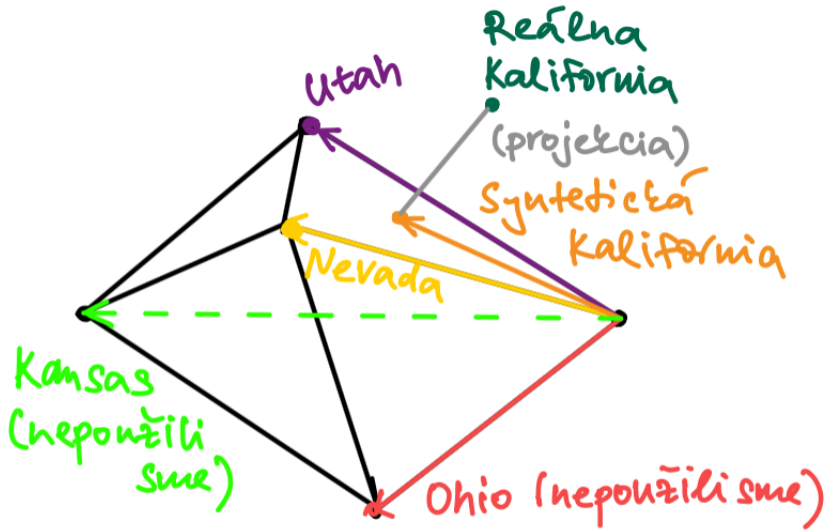 Utah
Reálna
Kalifornia
(projekcia)
Syntetická
Kalifornia
Nevada
Kansas
(nepoužili
sme)
Ohio (nepoužili sme)